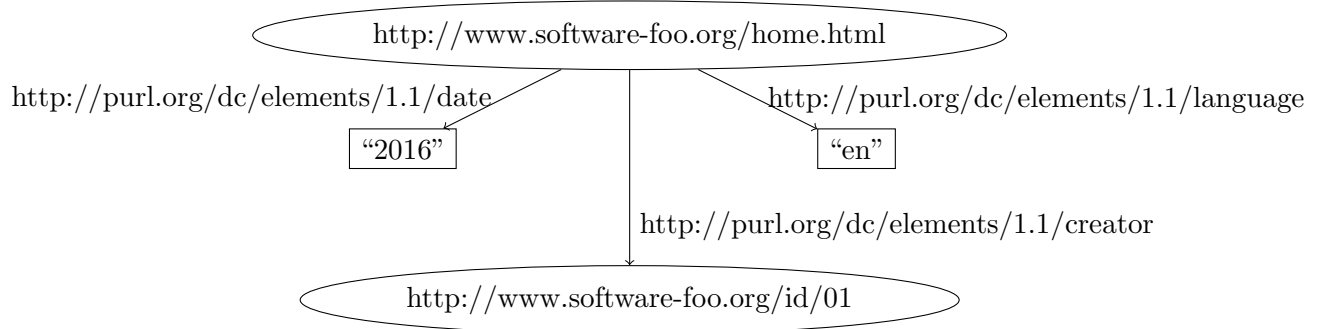 http://www.software-foo.org/home.html
http://purl.org/dc/elements/1.1/date
http://purl.org/dc/elements/1.1/language
“2016”
“en”
http://purl.org/dc/elements/1.1/creator
http://www.software-foo.org/id/01